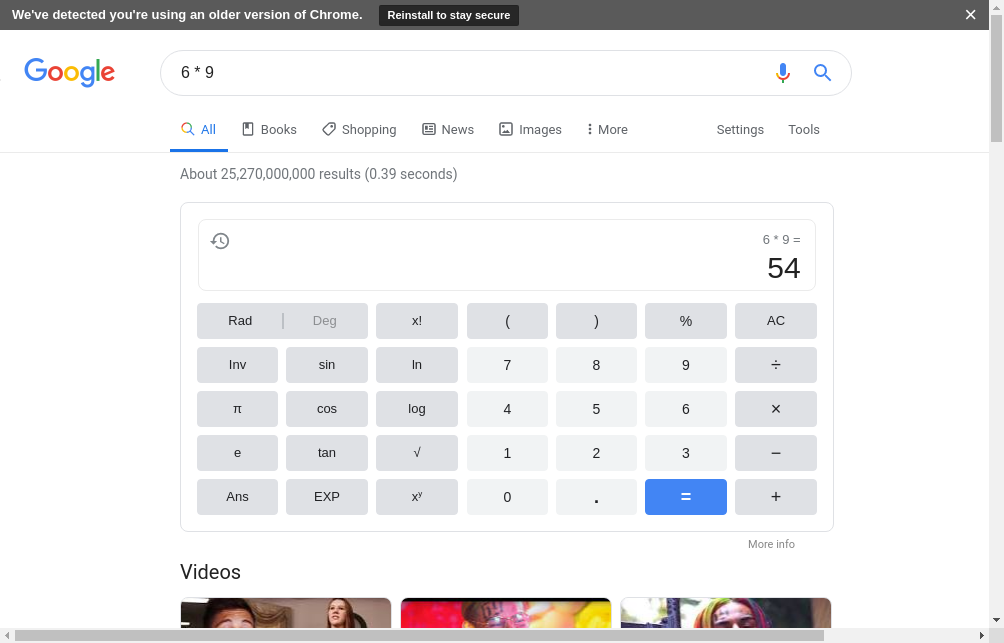 We've detected you're using an older version of Chrome. Reinstall to stay secure
Google 6 * 9
All Books Shopping News Images More Settings Tools
About 25,270,000,000 results (0.39 seconds)
6 * 9 =
54
Rad Deg x! ( ) % AC
Inv sin ln 7 8 9 ÷
π cos log 4 5 6 ×
e tan √ 1 2 3 −
Ans EXP xʸ 0 . = +
More info
Videos